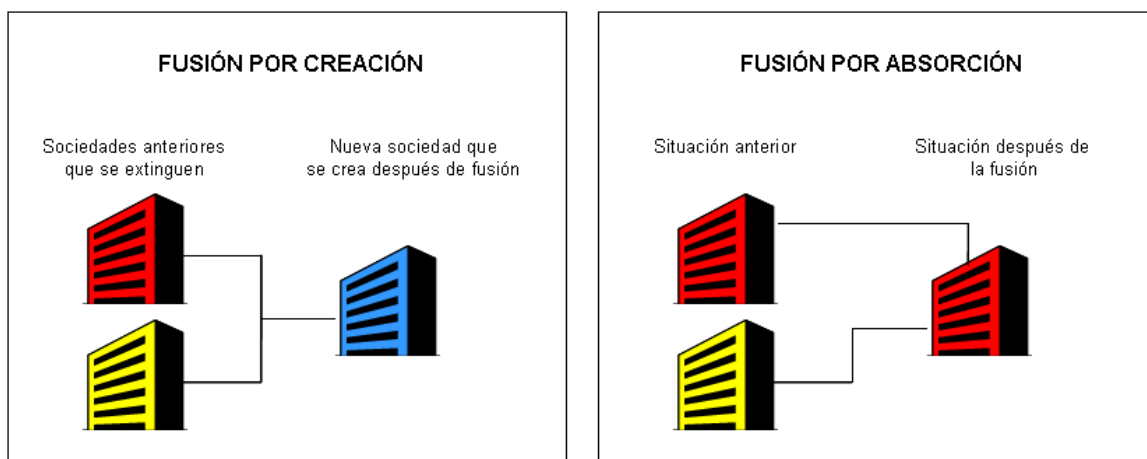 FUSIÓN POR CREACIÓN
Sociedades anteriores
que se extinguen
Nueva sociedad que
se crea después de fusión
FUSIÓN POR ABSORCIÓN
Situación anterior
Situación después de
la fusión